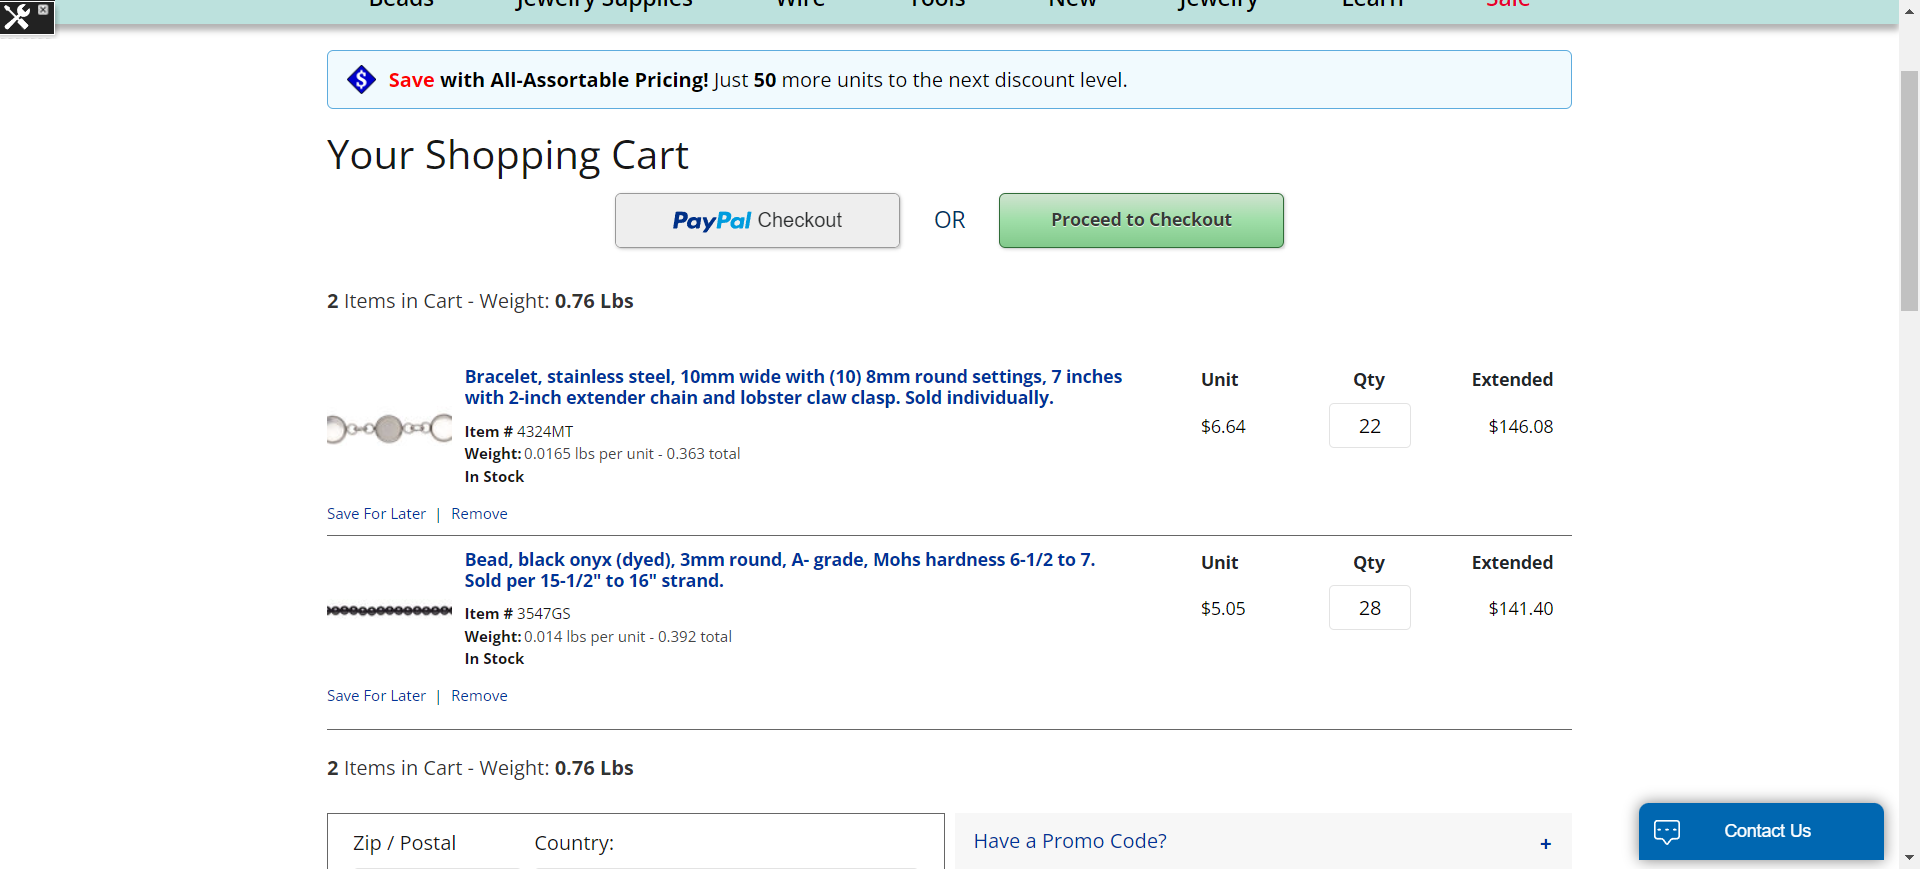 Beads Jewelry Supplies Wire Tools New Jewelry Learn Sale
Save with All-Assortable Pricing! Just 50 more units to the next discount level.
Your Shopping Cart
PayPal Checkout OR Proceed to Checkout
2 Items in Cart - Weight: 0.76 Lbs
Bracelet, stainless steel, 10mm wide with (10) 8mm round settings, 7 inches
with 2-inch extender chain and lobster claw clasp. Sold individually.
Item # 4324MT
Weight: 0.0165 lbs per unit - 0.363 total
In Stock
Unit Qty Extended
$6.64 22 $146.08
Save For Later | Remove
Bead, black onyx (dyed), 3mm round, A- grade, Mohs hardness 6-1/2 to 7.
Sold per 15-1/2" to 16" strand.
Item # 3547GS
Weight: 0.014 lbs per unit - 0.392 total
In Stock
Unit Qty Extended
$5.05 28 $141.40
Save For Later | Remove
2 Items in Cart - Weight: 0.76 Lbs
Zip / Postal Country:
Have a Promo Code? +
Contact Us